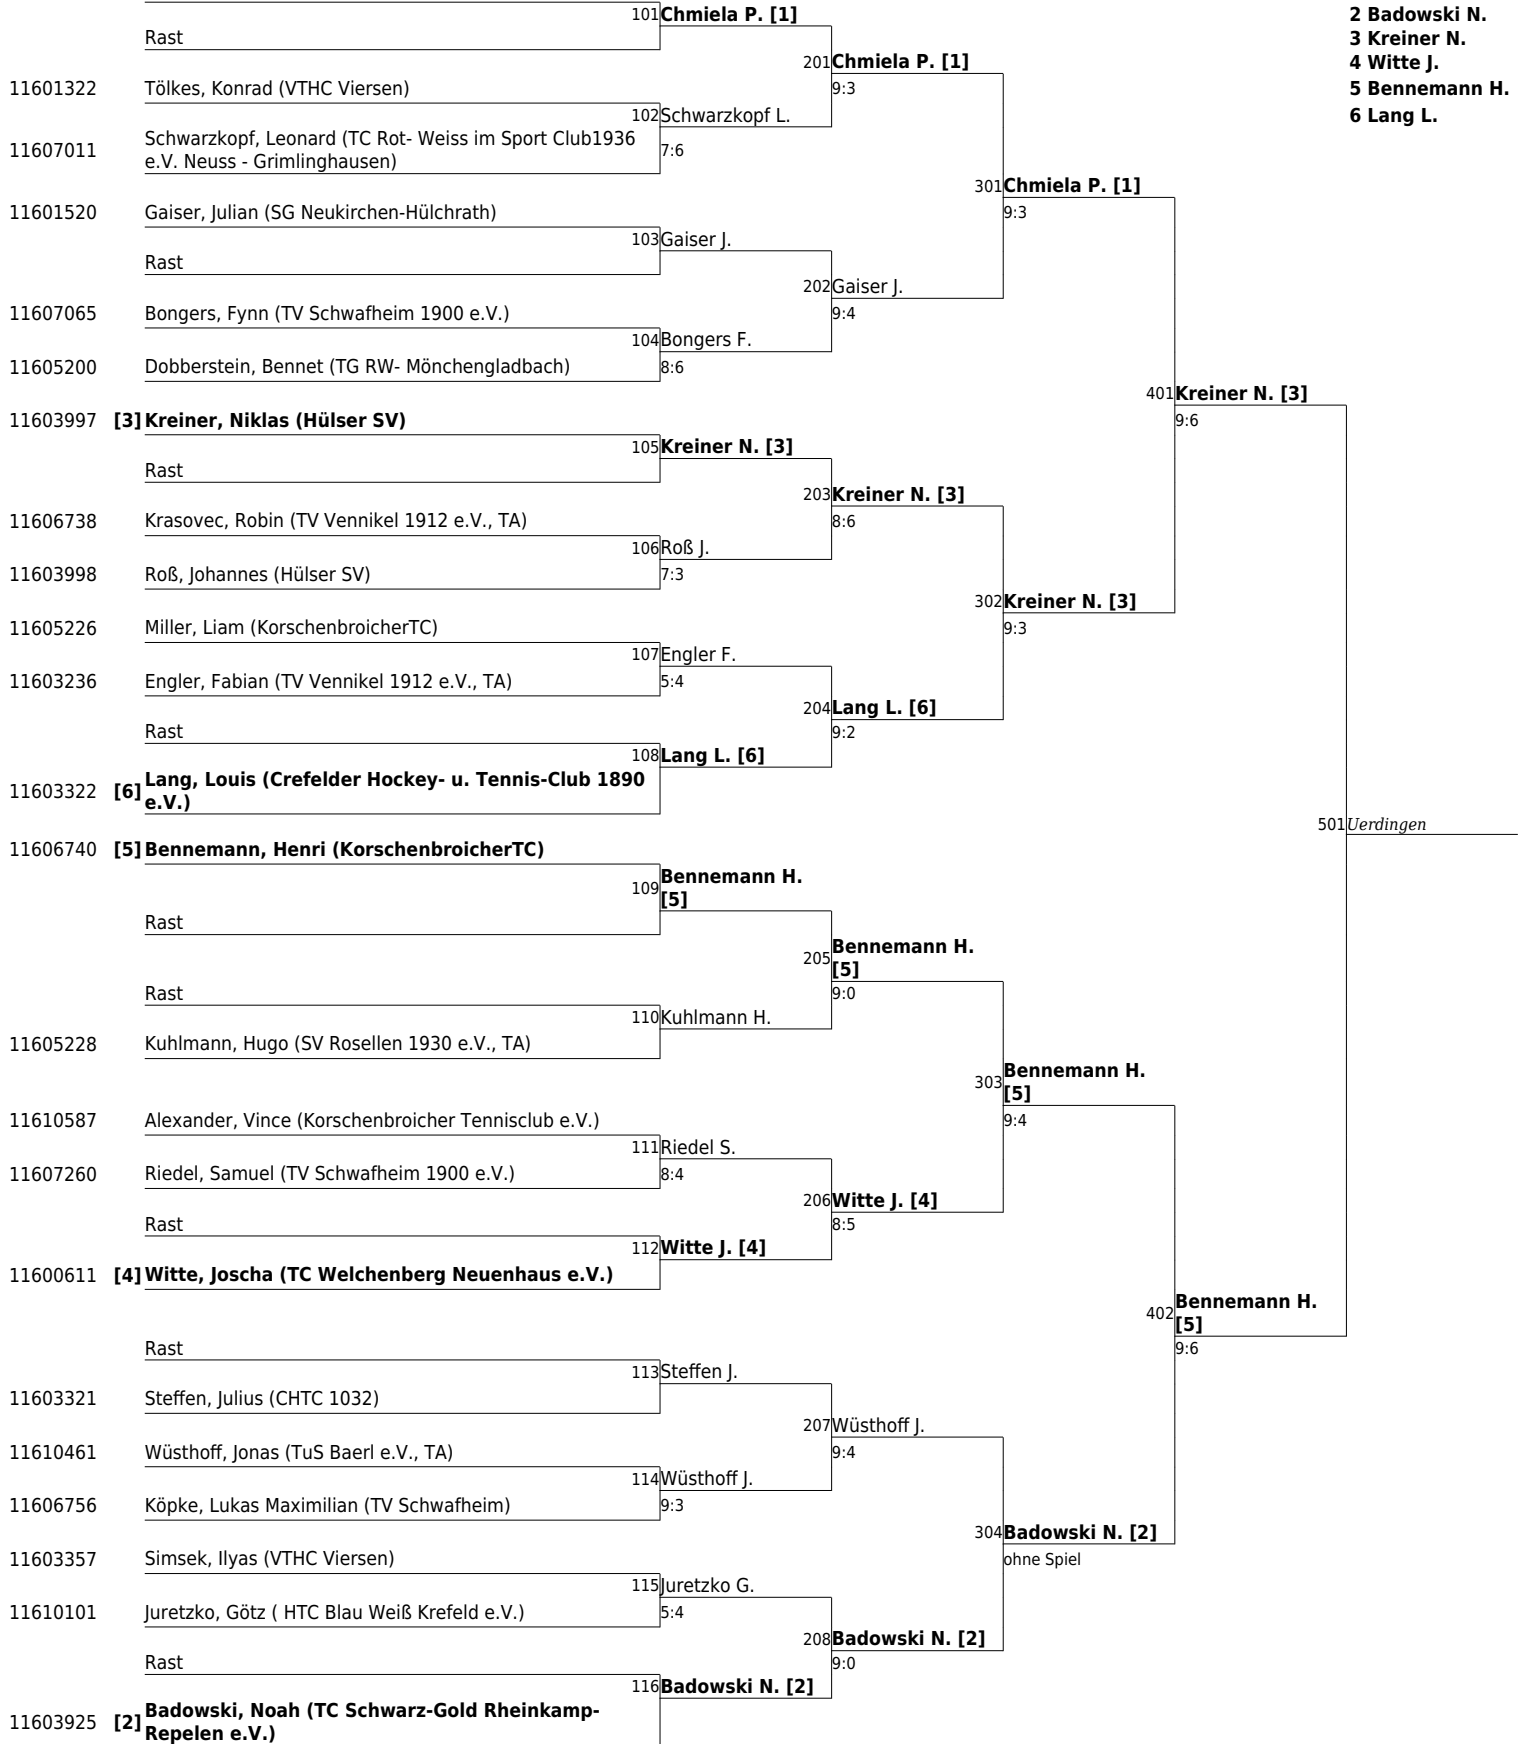 101 Chmiela P. [1]
Rast
2 Badowski N.
3 Kreiner N.
4 Witte J.
5 Bennemann H.
6 Lang L.
201 Chmiela P. [1]
9:3
11601322 Tölkes, Konrad (VTHC Viersen)
102 Schwarzkopf L.
7:6
11607011 Schwarzkopf, Leonard (TC Rot- Weiss im Sport Club1936
e.V. Neuss - Grimlinghausen)
301 Chmiela P. [1]
9:3
11601520 Gaiser, Julian (SG Neukirchen-Hülchrath)
103 Gaiser J.
Rast
202 Gaiser J.
9:4
11607065 Bongers, Fynn (TV Schwafheim 1900 e.V.)
104 Bongers F.
8:6
11605200 Dobberstein, Bennet (TG RW- Mönchengladbach)
401 Kreiner N. [3]
9:6
11603997 [3] Kreiner, Niklas (Hülser SV)
105 Kreiner N. [3]
Rast
203 Kreiner N. [3]
8:6
11606738 Krasovec, Robin (TV Vennikel 1912 e.V., TA)
106 Roß J.
7:3
11603998 Roß, Johannes (Hülser SV)
302 Kreiner N. [3]
9:3
11605226 Miller, Liam (KorschenbroicherTC)
107 Engler F.
5:4
11603236 Engler, Fabian (TV Vennikel 1912 e.V., TA)
204 Lang L. [6]
9:2
Rast
108 Lang L. [6]
11603322 [6] Lang, Louis (Crefelder Hockey- u. Tennis-Club 1890
e.V.)
501 Uerdingen
11606740 [5] Bennemann, Henri (KorschenbroicherTC)
109 Bennemann H.
[5]
Rast
205 Bennemann H.
[5]
9:0
Rast
110 Kuhlmann H.
11605228 Kuhlmann, Hugo (SV Rosellen 1930 e.V., TA)
303 Bennemann H.
[5]
9:4
11610587 Alexander, Vince (Korschenbroicher Tennisclub e.V.)
111 Riedel S.
8:4
11607260 Riedel, Samuel (TV Schwafheim 1900 e.V.)
206 Witte J. [4]
8:5
Rast
112 Witte J. [4]
11600611 [4] Witte, Joscha (TC Welchenberg Neuenhaus e.V.)
402 Bennemann H.
[5]
9:6
Rast
113 Steffen J.
11603321 Steffen, Julius (CHTC 1032)
207 Wüsthoff J.
9:4
11610461 Wüsthoff, Jonas (TuS Baerl e.V., TA)
114 Wüsthoff J.
9:3
11606756 Köpke, Lukas Maximilian (TV Schwafheim)
304 Badowski N. [2]
ohne Spiel
11603357 Simsek, Ilyas (VTHC Viersen)
115 Juretzko G.
5:4
11610101 Juretzko, Götz ( HTC Blau Weiß Krefeld e.V.)
208 Badowski N. [2]
9:0
Rast
116 Badowski N. [2]
11603925 [2] Badowski, Noah (TC Schwarz-Gold Rheinkamp-
Repelen e.V.)